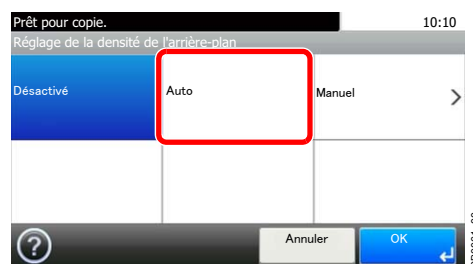 Prêt pour copie. 10:10
Réglage de la densité de l'arrière-plan
Désactivé Auto Manuel >
? Annuler OK